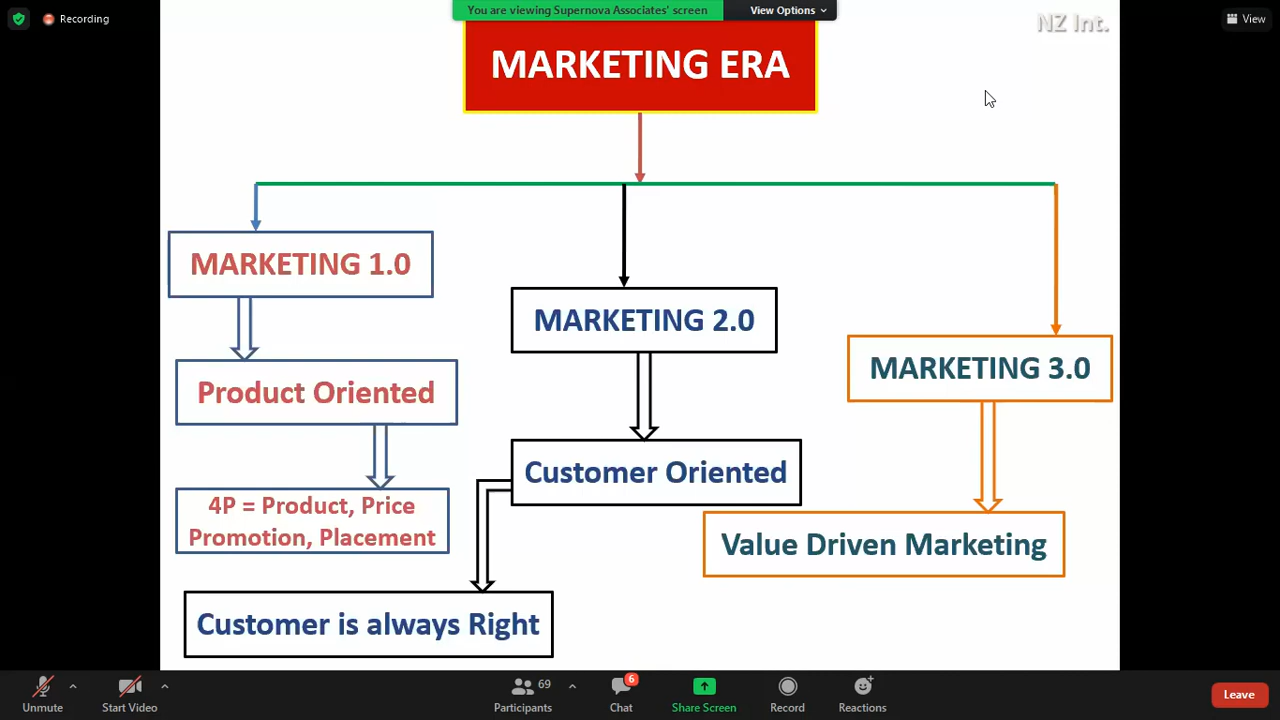 Recording
You are viewing Supernova Associates' screen
View Options
NZ Int.
View
MARKETING ERA
MARKETING 1.0
MARKETING 2.0
MARKETING 3.0
Product Oriented
Customer Oriented
4P = Product, Price
Promotion, Placement
Value Driven Marketing
Customer is always Right
Unmute
Start Video
69
Participants
6
Chat
Share Screen
Record
Reactions
Leave